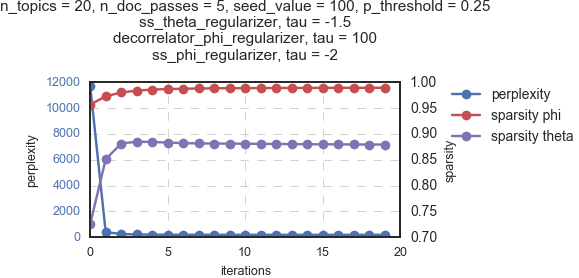 n_topics = 20, n_doc_passes = 5, seed_value = 100, p_threshold = 0.25
ss_theta_regularizer, tau = -1.5
decorrelator_phi_regularizer, tau = 100
ss_phi_regularizer, tau = -2
12000
10000
8000
6000
4000
2000
0
perplexity
0
5
10
15
20
iterations
1.00
0.95
0.90
0.85
0.80
0.75
0.70
sparsity
perplexity
sparsity phi
sparsity theta